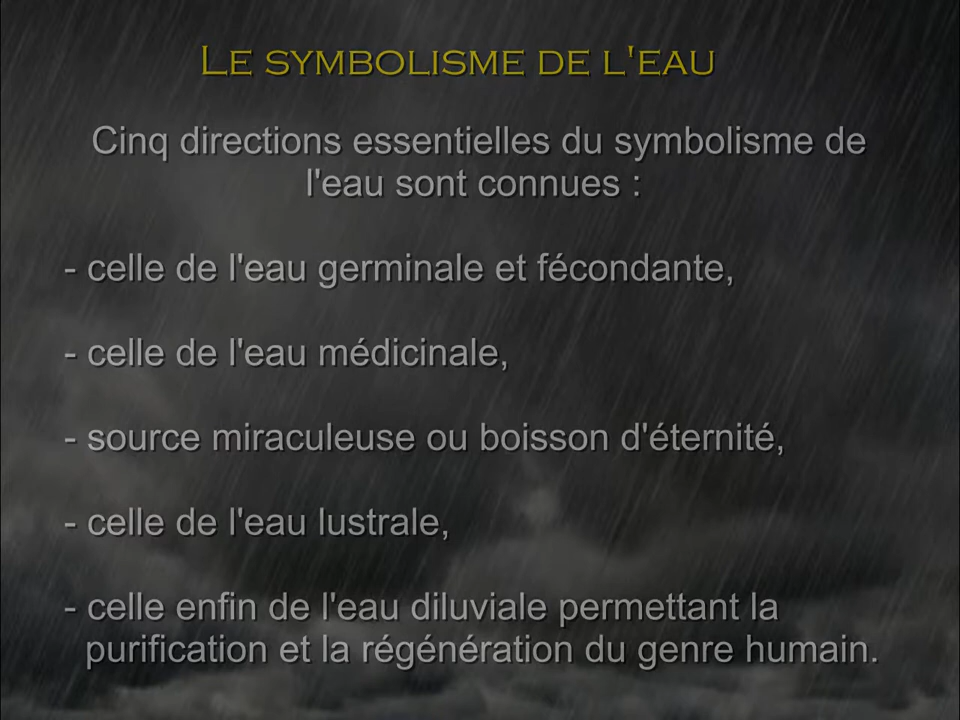 Le symbolisme de l'eau
Cinq directions essentielles du symbolisme de
l'eau sont connues :
- celle de l'eau germinale et fécondante,
- celle de l'eau médicinale,
- source miraculeuse ou boisson d'éternité,
- celle de l'eau lustrale,
- celle enfin de l'eau diluviale permettant la
purification et la régénération du genre humain.